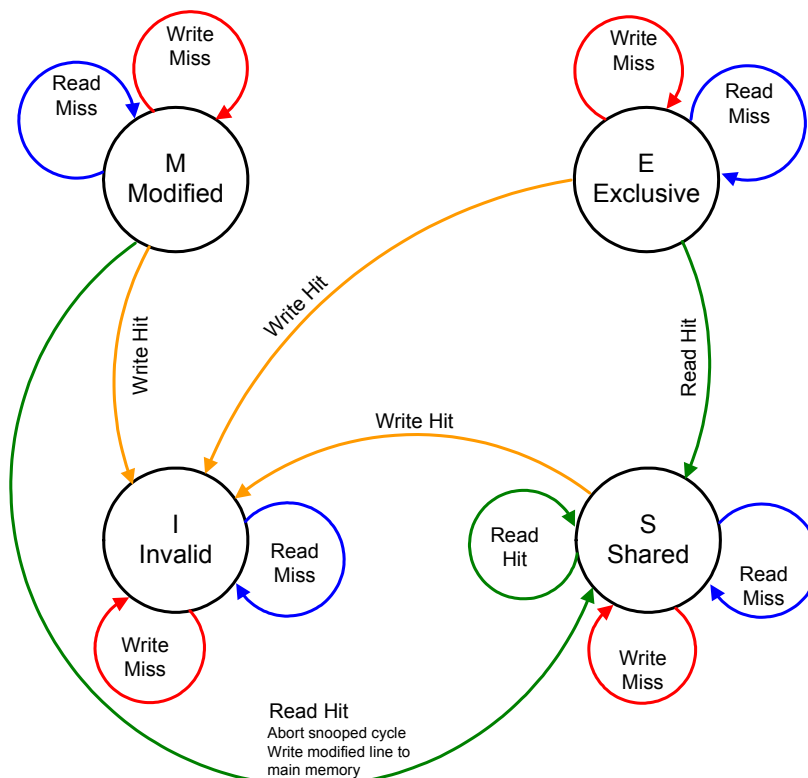 Write
Miss
Read
Miss
M
Modified
Write
Miss
Read
Miss
E
Exclusive
Write Hit
Write Hit
Read Hit
Write Hit
I
Invalid
Read
Miss
Write
Miss
Read
Hit
S
Shared
Read
Miss
Write
Miss
Read Hit
Abort snooped cycle
Write modified line to
main memory